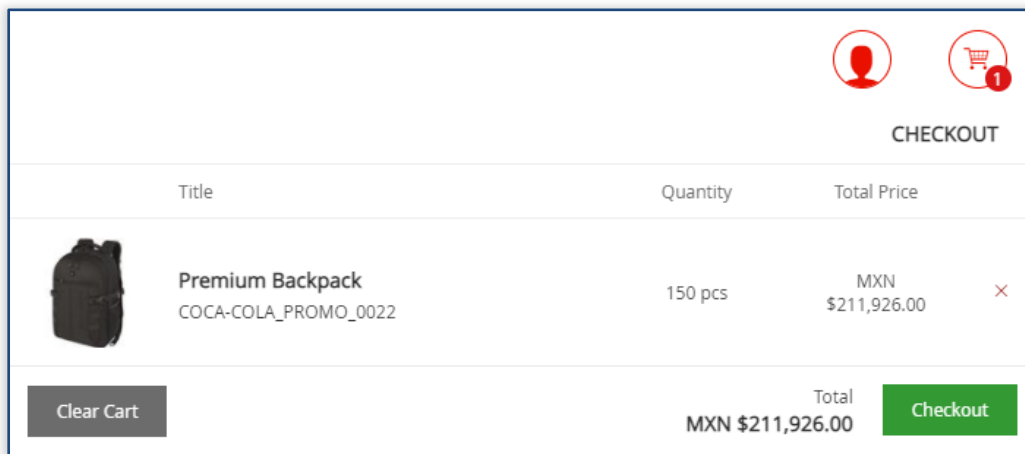 1
CHECKOUT
Title Quantity Total Price
Premium Backpack
COCA-COLA_PROMO_0022
150 pcs
MXN
$211,926.00
Clear Cart
Total
MXN $211,926.00
Checkout